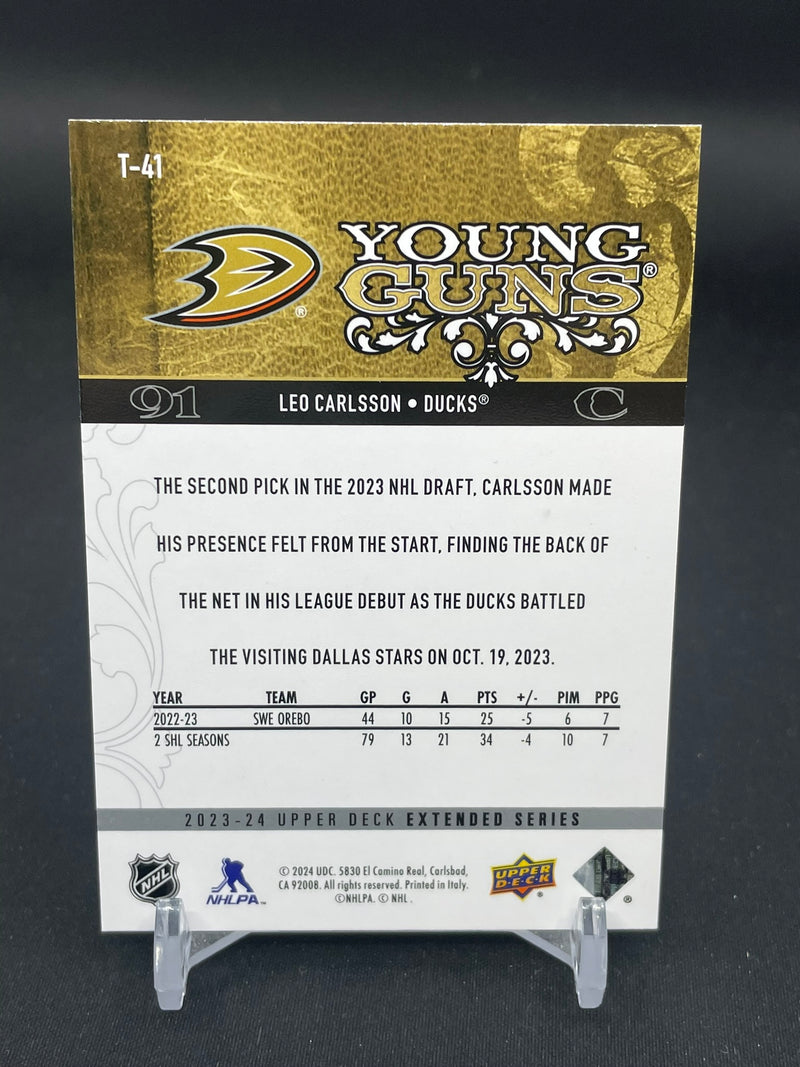 T-41
YOUNG
GUNS®
®
91 LEO CARLSSON • DUCKS® C
THE SECOND PICK IN THE 2023 NHL DRAFT, CARLSSON MADE
HIS PRESENCE FELT FROM THE START, FINDING THE BACK OF
THE NET IN HIS LEAGUE DEBUT AS THE DUCKS BATTLED
THE VISITING DALLAS STARS ON OCT. 19, 2023.
YEAR TEAM GP G A PTS +/- PIM PPG
2022-23 SWE OREBO 44 10 15 25 -5 6 7
2 SHL SEASONS 79 13 21 34 -4 10 7
2023-24 UPPER DECK EXTENDED SERIES
NHL
NHLPA™
© 2024 UDC. 5830 El Camino Real, Carlsbad,
CA 92008. All rights reserved. Printed in Italy.
©NHLPA. © NHL.
UPPER
D·E·C·K
®
®